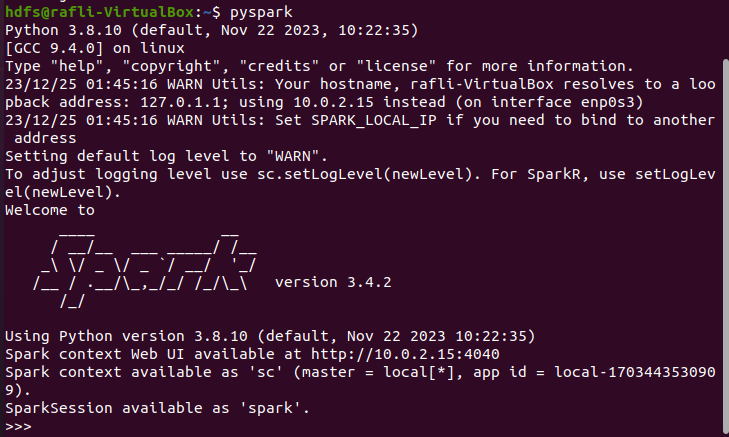 hdfs@rafli-VirtualBox:~$ pyspark
Python 3.8.10 (default, Nov 22 2023, 10:22:35)
[GCC 9.4.0] on linux
Type "help", "copyright", "credits" or "license" for more information.
23/12/25 01:45:16 WARN Utils: Your hostname, rafli-VirtualBox resolves to a loo
pback address: 127.0.1.1; using 10.0.2.15 instead (on interface enp0s3)
23/12/25 01:45:16 WARN Utils: Set SPARK_LOCAL_IP if you need to bind to another
 address
Setting default log level to "WARN".
To adjust logging level use sc.setLogLevel(newLevel). For SparkR, use setLogLev
el(newLevel).
Welcome to
      ____              __
     / __/__  ___ _____/ /__
    _\ \/ _ \/ _ `/ __/  '_/
   /__ / .__/\_,_/_/ /_/\_\   version 3.4.2
      /_/
Using Python version 3.8.10 (default, Nov 22 2023 10:22:35)
Spark context Web UI available at http://10.0.2.15:4040
Spark context available as 'sc' (master = local[*], app id = local-170344353090
9).
SparkSession available as 'spark'.
>>>